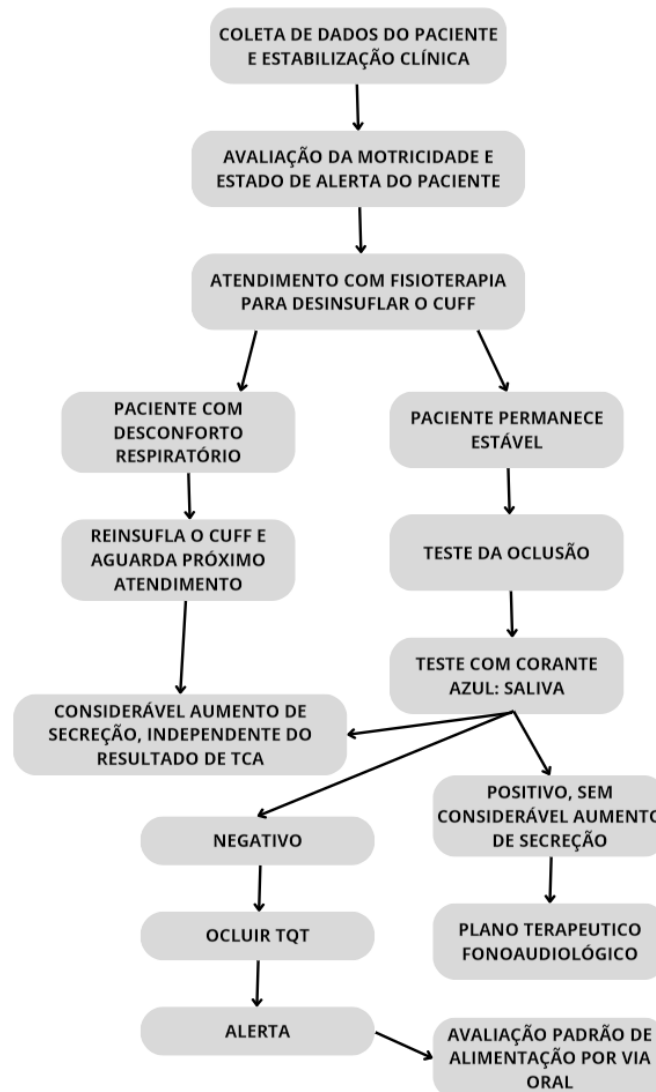 COLETA DE DADOS DO PACIENTE
E ESTABILIZAÇÃO CLÍNICA
AVALIAÇÃO DA MOTRICIDADE E
ESTADO DE ALERTA DO PACIENTE
ATENDIMENTO COM FISIOTERAPIA
PARA DESINSUFLAR O CUFF
PACIENTE COM
DESCONFORTO
RESPIRATÓRIO
PACIENTE PERMANECE
ESTÁVEL
REINSUFLA O CUFF E
AGUARDA PRÓXIMO
ATENDIMENTO
TESTE DA OCLUSÃO
TESTE COM CORANTE
AZUL: SALIVA
CONSIDERÁVEL AUMENTO DE
SECREÇÃO, INDEPENDENTE DO
RESULTADO DE TCA
POSITIVO, SEM
CONSIDERÁVEL AUMENTO
DE SECREÇÃO
NEGATIVO
OCLUIR TQT
PLANO TERAPEUTICO
FONOAUDIOLÓGICO
ALERTA
AVALIAÇÃO PADRÃO DE
ALIMENTAÇÃO POR VIA
ORAL